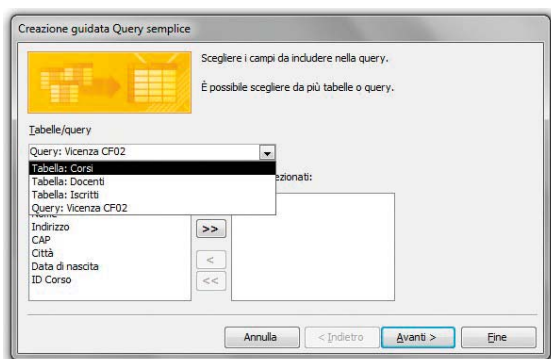 Creazione guidata Query semplice
Scegliere i campi da includere nella query.
È possibile scegliere da più tabelle o query.
Tabelle/query
Query: Vicenza CF02
Tabella: Corsi
Tabella: Docenti
Tabella: Iscritti
Query: Vicenza CF02
ezionati:
Indirizzo
CAP
Città
Data di nascita
ID Corso
>>
<
<<
Annulla
< Indietro
Avanti >
Fine